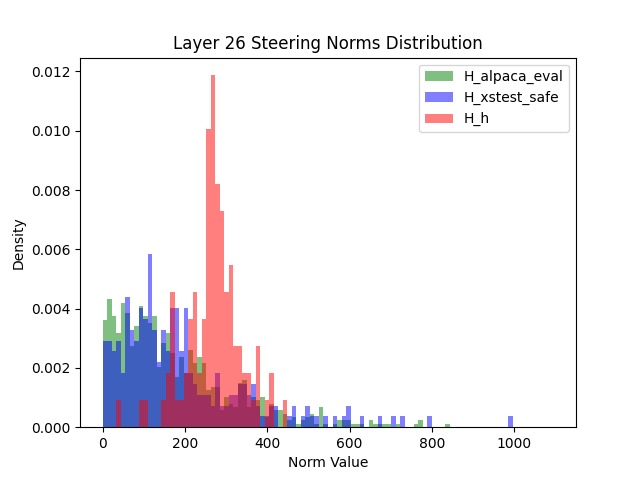 Layer 26 Steering Norms Distribution
H_alpaca_eval
H_xstest_safe
H_h
0.012
0.010
0.008
0.006
0.004
0.002
0.000
Density
0
200
400
600
800
1000
Norm Value